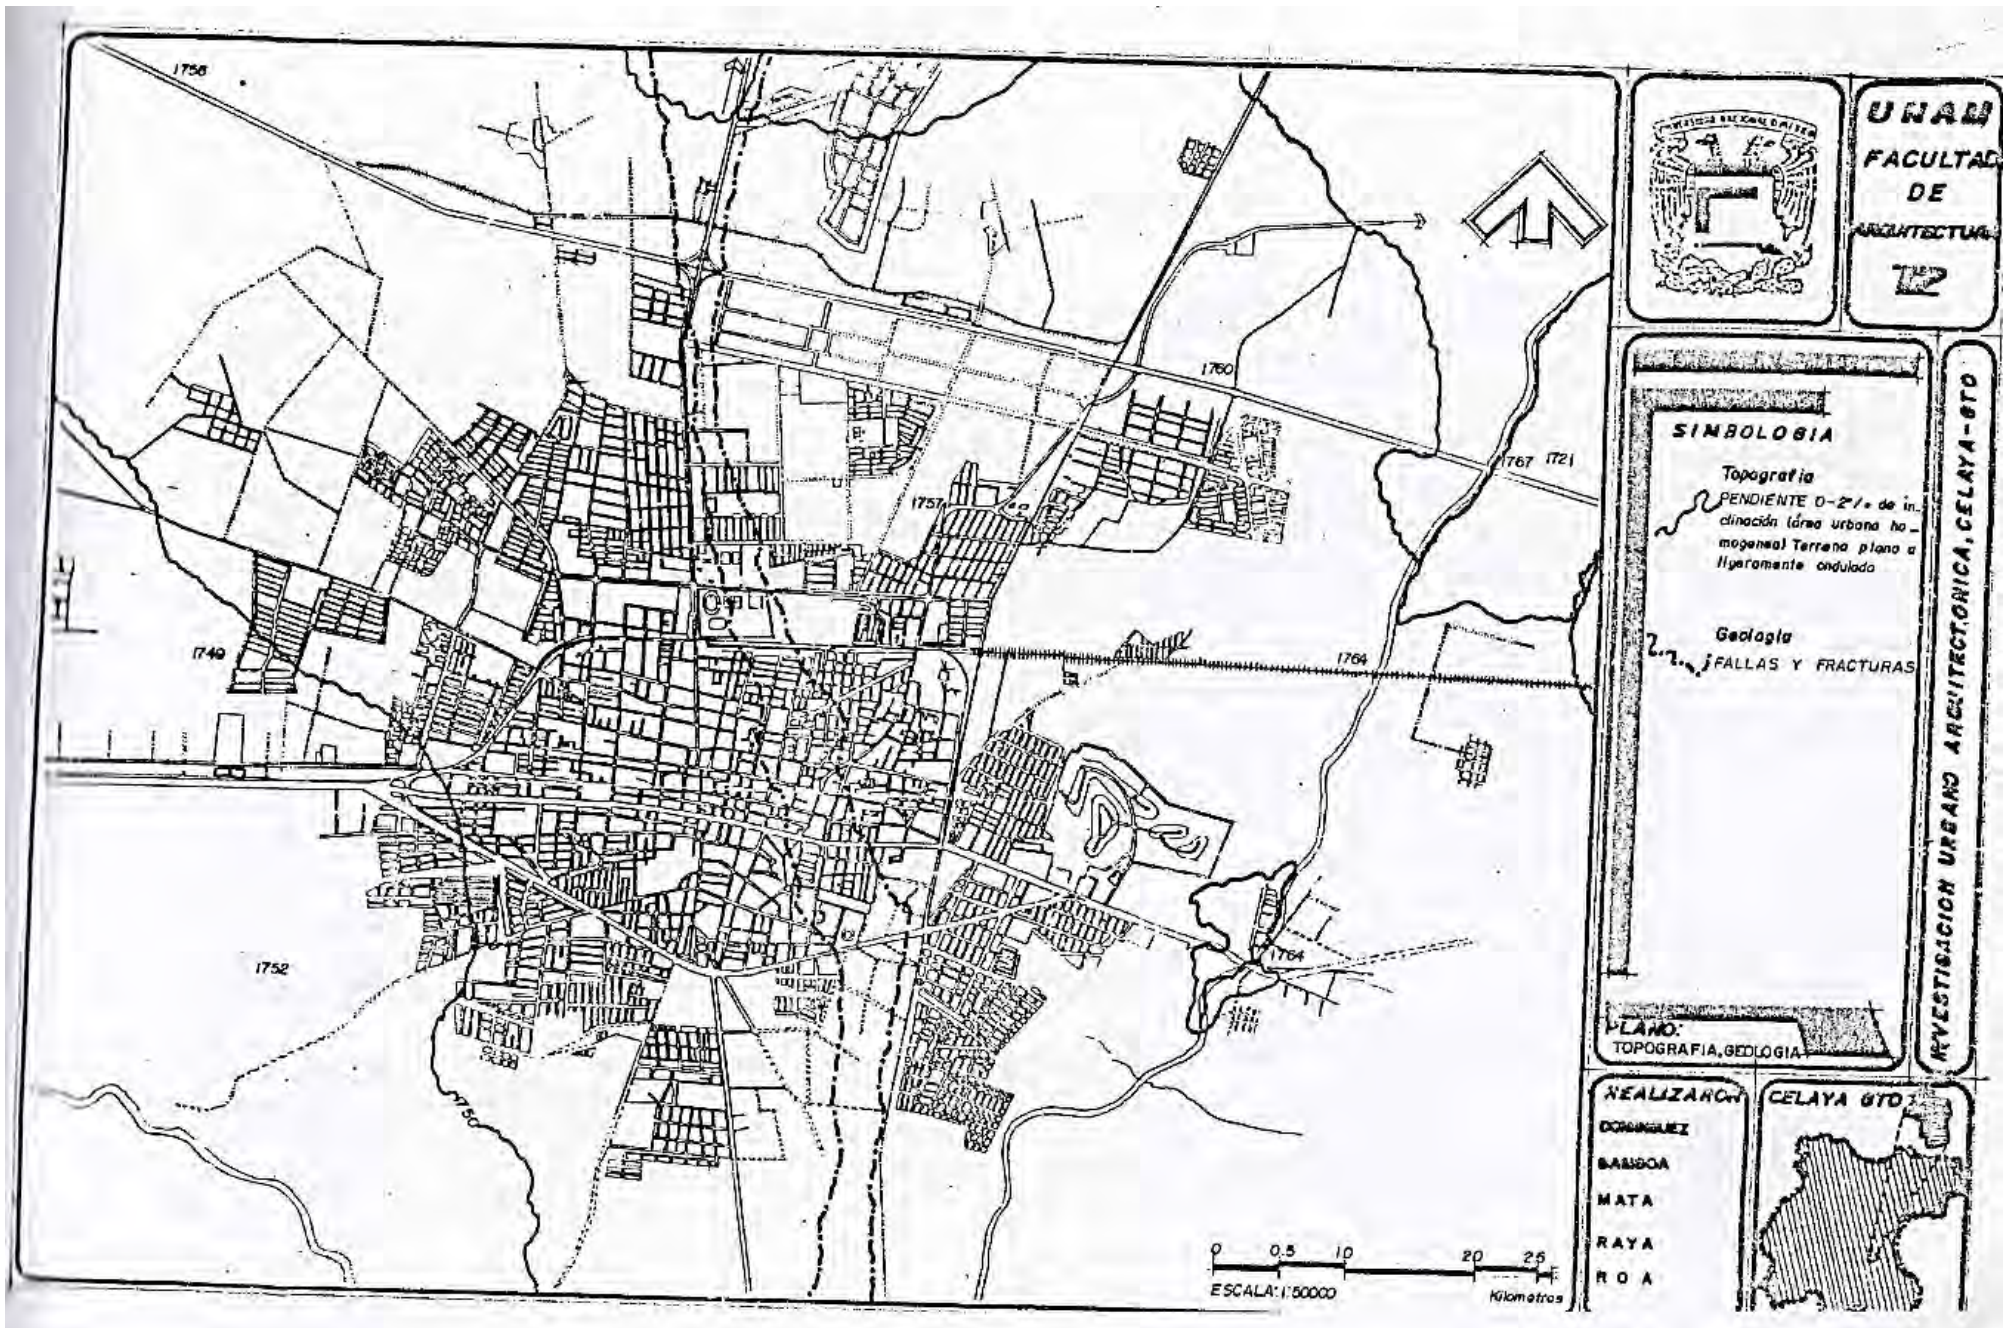 1758
1760
1757
1767 1721
1749
1764
1752
1764
1750
0 0.5 1.0 2.0 2.5
ESCALA: 1:50000
Kilometros
UNAM
FACULTAD
DE
ARQUITECTURA
SIMBOLOGIA
Topografia
PENDIENTE 0-2°/o de in_
clinación (área urbana ho_
mogenea) Terreno plano a
ligeramente ondulado
Geologia
FALLAS Y FRACTURAS
PLANO:
TOPOGRAFIA, GEOLOGIA
INVESTIGACION URBANO ARQUITECTONICA, CELAYA-GTO
REALIZARON
DOMINGUEZ
MATA
RAYA
ROA
CELAYA GTO